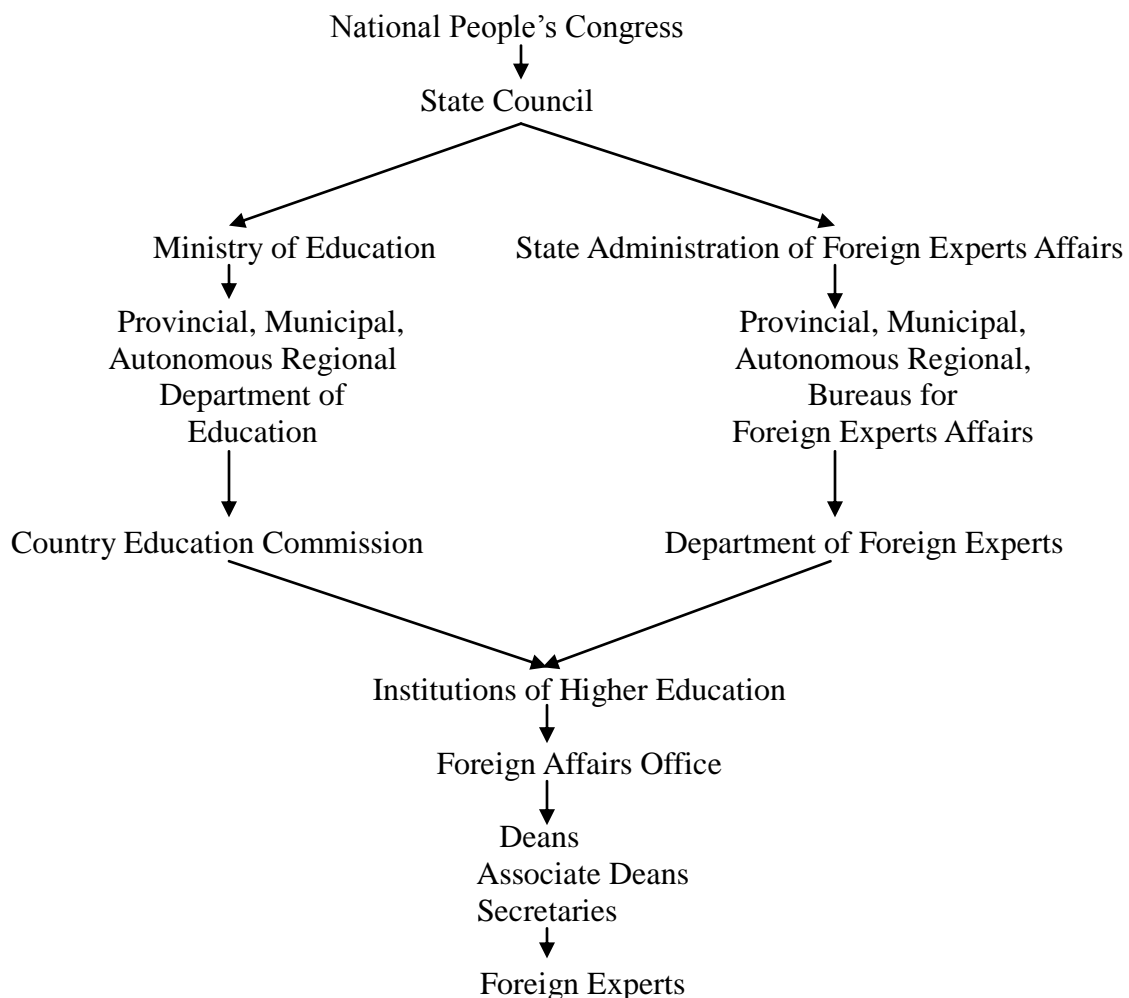 National People’s Congress
State Council
Ministry of Education
State Administration of Foreign Experts Affairs
Provincial, Municipal,
Autonomous Regional
Department of
Education
Provincial, Municipal,
Autonomous Regional,
Bureaus for
Foreign Experts Affairs
Country Education Commission
Department of Foreign Experts
Institutions of Higher Education
Foreign Affairs Office
Deans
Associate Deans
Secretaries
Foreign Experts